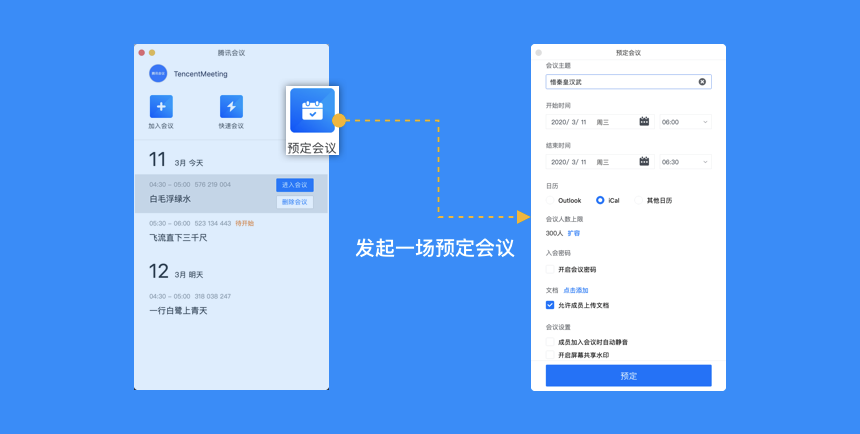 腾讯会议
TencentMeeting
加入会议
快速会议
预定会议
11 3月 今天
04:30 – 05:00 576 219 004
进入会议
白毛浮绿水
删除会议
05:30 – 06:00 523 134 443 待开始
飞流直下三千尺
12 3月 明天
04:30 – 05:00 318 038 247
一行白鹭上青天
发起一场预定会议
预定会议
会议主题
惜秦皇汉武
开始时间
2020/ 3/ 11 周三 06:00
结束时间
2020/ 3/ 11 周三 06:30
日历
Outlook iCal 其他日历
会议人数上限
300人 扩容
入会密码
开启会议密码
文档 点击添加
允许成员上传文档
会议设置
成员加入会议时自动静音
开启屏幕共享水印
预定